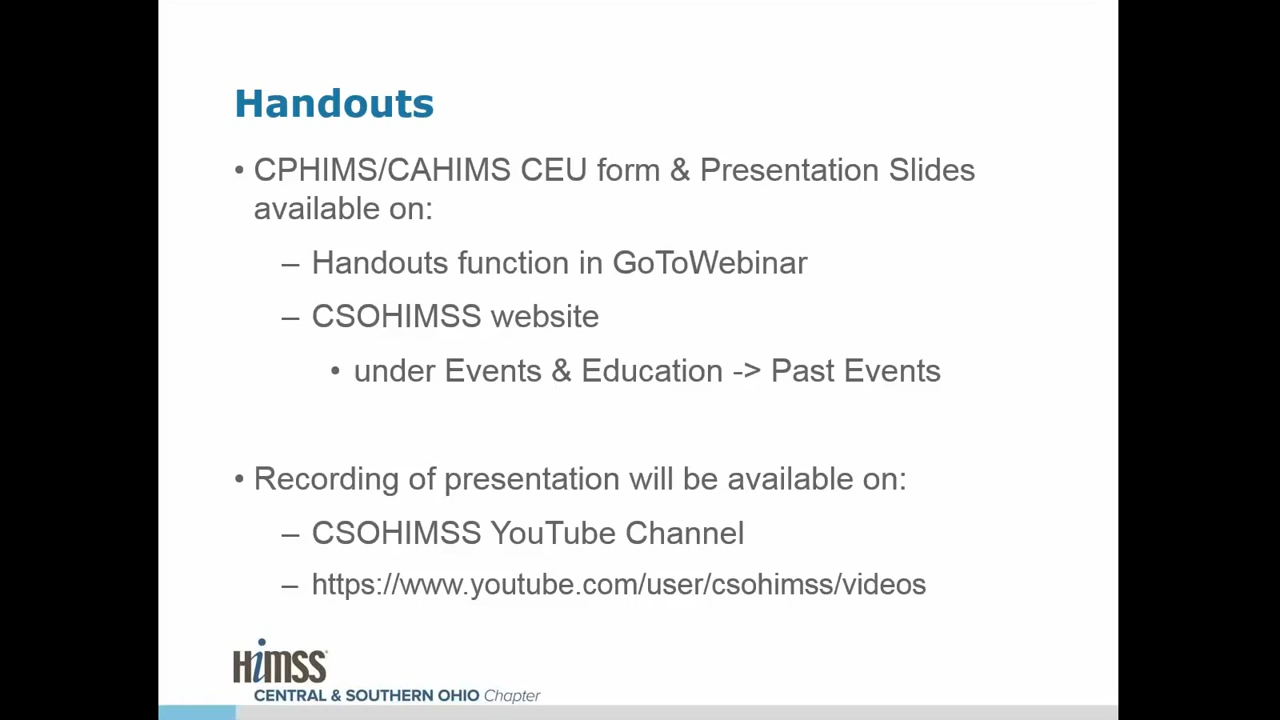 Handouts
• CPHIMS/CAHIMS CEU form & Presentation Slides
available on:
– Handouts function in GoToWebinar
– CSOHIMSS website
• under Events & Education -> Past Events
• Recording of presentation will be available on:
– CSOHIMSS YouTube Channel
– https://www.youtube.com/user/csohimss/videos
HiMSS
CENTRAL & SOUTHERN OHIO Chapter